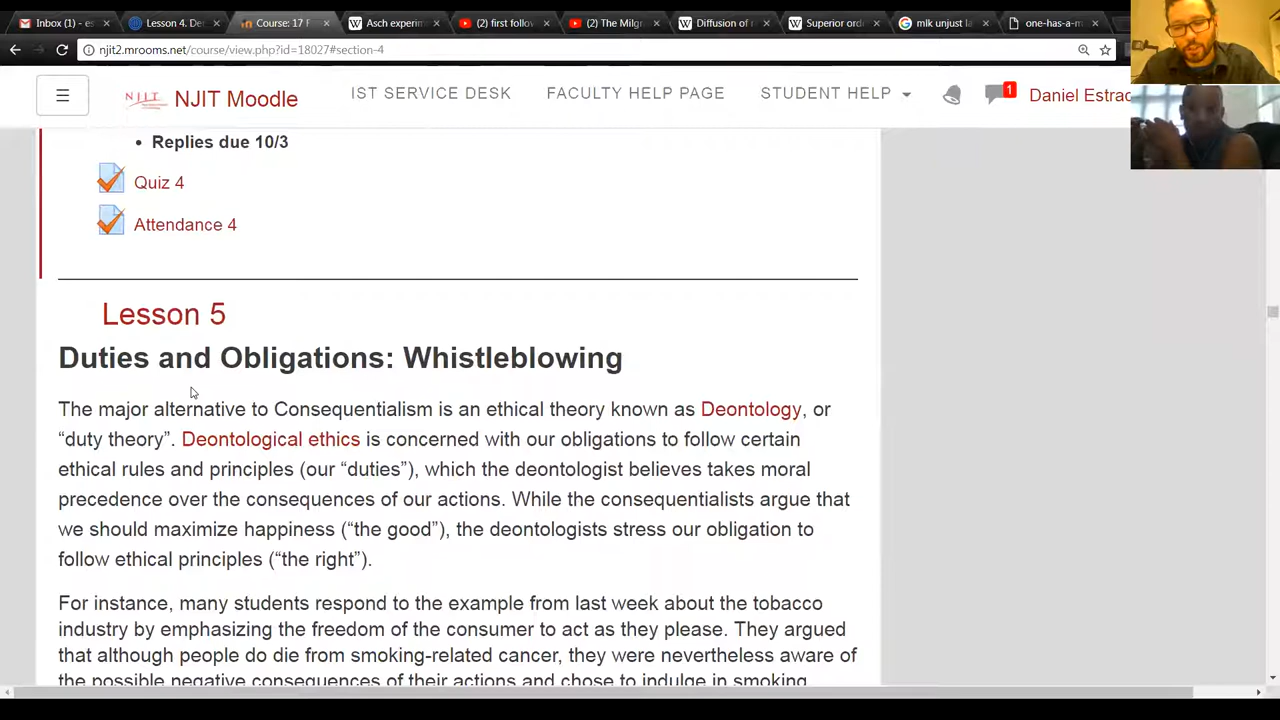 Inbox (1) - es
Lesson 4. De
Course: 17 F
Asch experim
(2) first follow
(2) The Milgr
Diffusion of r
Superior ord
mlk unjust la
one-has-a-m
njit2.mrooms.net/course/view.php?id=18027#section-4
NJIT
NJIT Moodle
IST SERVICE DESK
FACULTY HELP PAGE
STUDENT HELP
1
Daniel Estrad
• Replies due 10/3
Quiz 4
Attendance 4
Lesson 5
Duties and Obligations: Whistleblowing
The major alternative to Consequentialism is an ethical theory known as Deontology, or
“duty theory”. Deontological ethics is concerned with our obligations to follow certain
ethical rules and principles (our “duties”), which the deontologist believes takes moral
precedence over the consequences of our actions. While the consequentialists argue that
we should maximize happiness (“the good”), the deontologists stress our obligation to
follow ethical principles (“the right”).
For instance, many students respond to the example from last week about the tobacco
industry by emphasizing the freedom of the consumer to act as they please. They argued
that although people do die from smoking-related cancer, they were nevertheless aware of
the possible negative consequences of their actions and chose to indulge in smoking